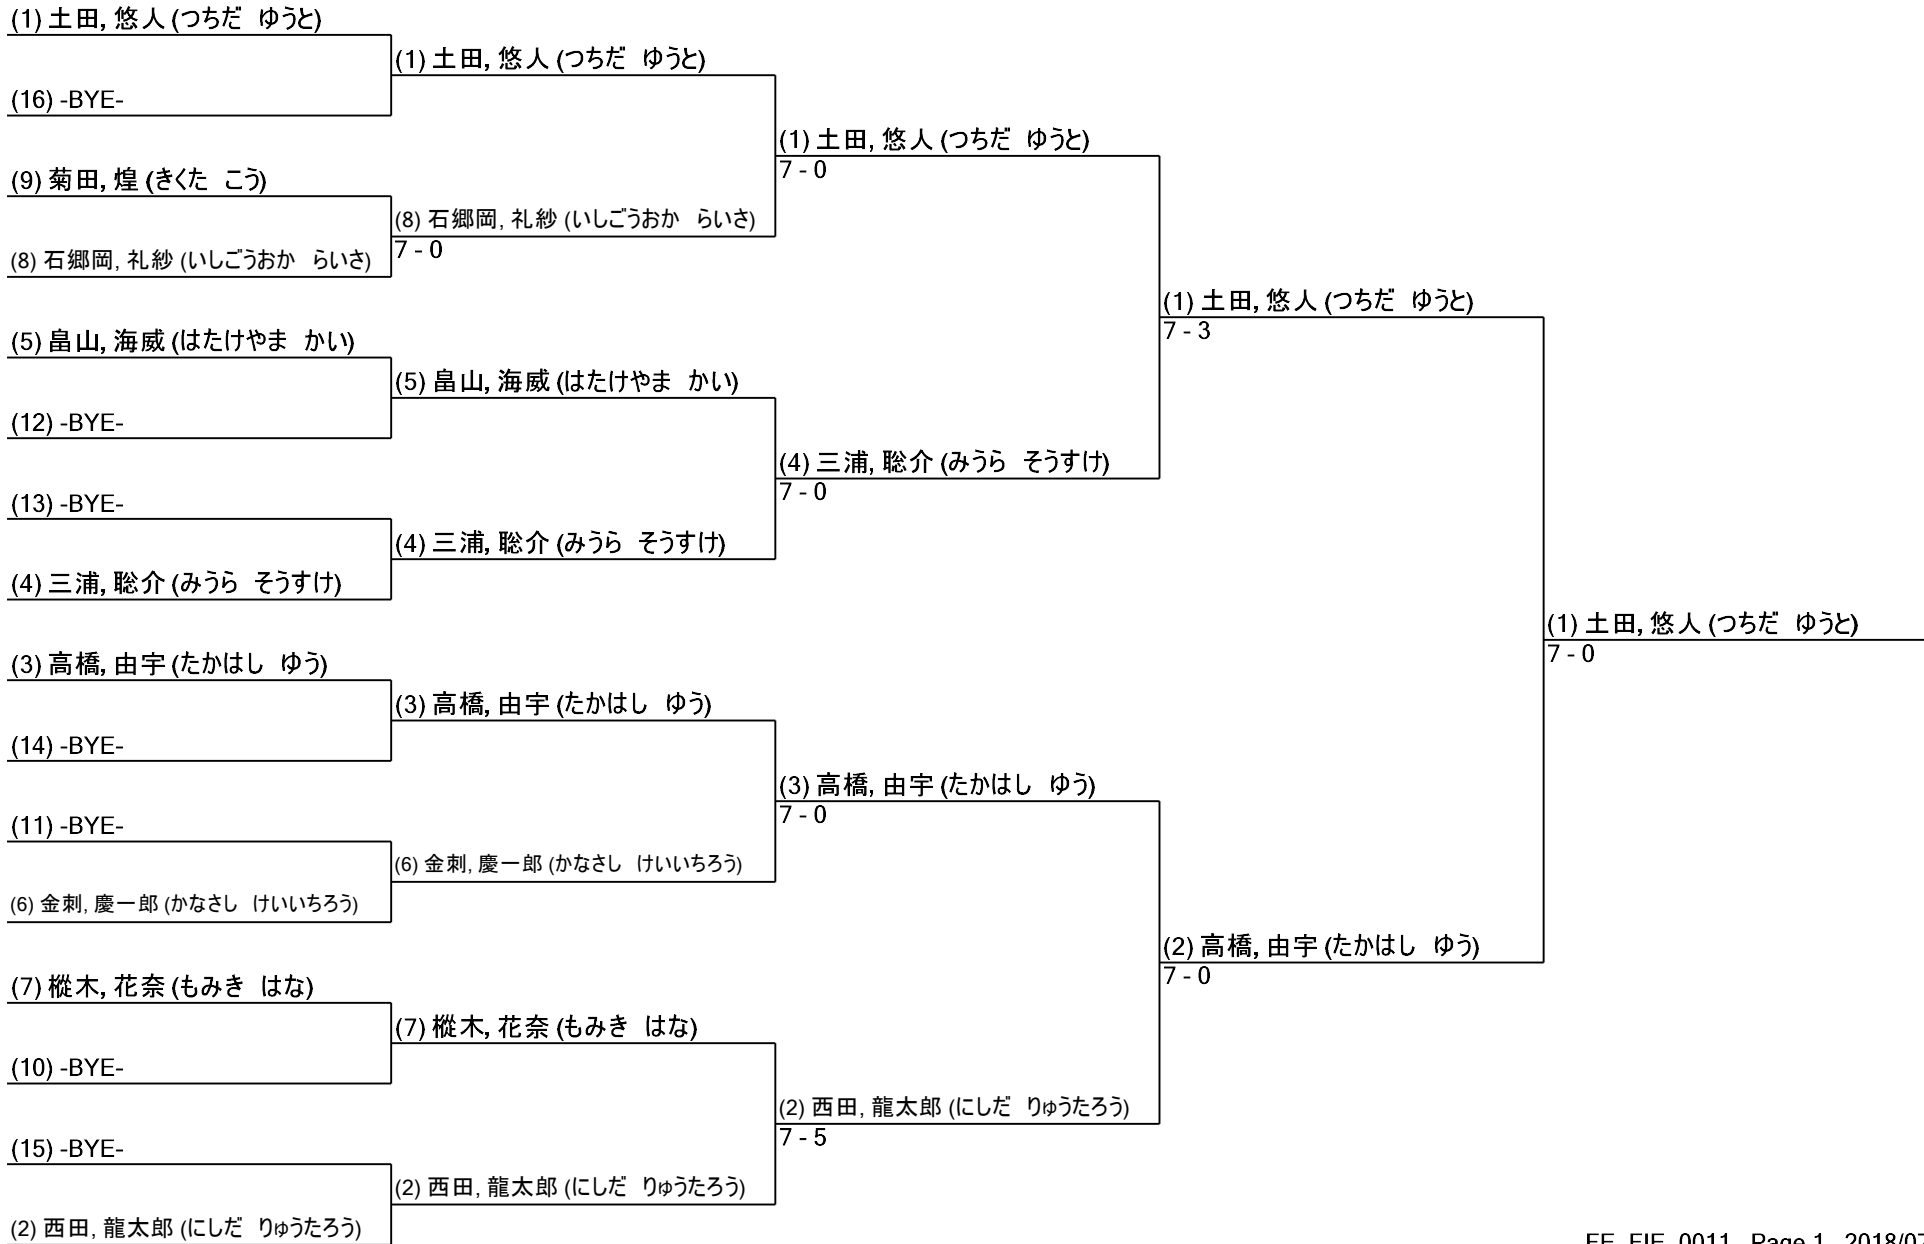 (1) 土田, 悠人 (つちだ　ゆうと)
(16) -BYE-
(9) 菊田, 煌 (きくた　こう)
(8) 石郷岡, 礼紗 (いしごうおか　らいさ)
(5) 畠山, 海威 (はたけやま　かい)
(12) -BYE-
(13) -BYE-
(4) 三浦, 聡介 (みうら　そうすけ)
(3) 高橋, 由宇 (たかはし　ゆう)
(14) -BYE-
(11) -BYE-
(6) 金刺, 慶一郎 (かなさし　けいいちろう)
(7) 樅木, 花奈 (もみき　はな)
(10) -BYE-
(15) -BYE-
(2) 西田, 龍太郎 (にしだ　りゅうたろう)
(1) 土田, 悠人 (つちだ　ゆうと)
(8) 石郷岡, 礼紗 (いしごうおか　らいさ)
7 - 0
(5) 畠山, 海威 (はたけやま　かい)
(4) 三浦, 聡介 (みうら　そうすけ)
(3) 高橋, 由宇 (たかはし　ゆう)
(6) 金刺, 慶一郎 (かなさし　けいいちろう)
(7) 樅木, 花奈 (もみき　はな)
(2) 西田, 龍太郎 (にしだ　りゅうたろう)
(1) 土田, 悠人 (つちだ　ゆうと)
7 - 0
(4) 三浦, 聡介 (みうら　そうすけ)
7 - 0
(3) 高橋, 由宇 (たかはし　ゆう)
7 - 0
(2) 西田, 龍太郎 (にしだ　りゅうたろう)
7 - 5
(1) 土田, 悠人 (つちだ　ゆうと)
7 - 3
(2) 高橋, 由宇 (たかはし　ゆう)
7 - 0
(1) 土田, 悠人 (つちだ　ゆうと)
7 - 0
Page 1 2018/07